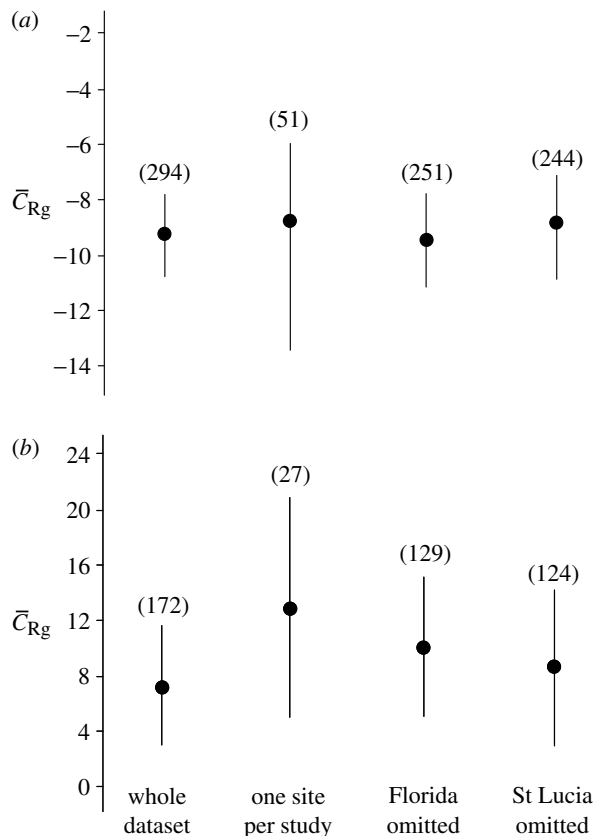 (a)
−2
−4
−6
−8
−10
−12
−14
C̄Rg
(294)
(51)
(251)
(244)
(b)
24
20
16
12
8
4
0
C̄Rg
(172)
(27)
(129)
(124)
whole dataset
one site per study
Florida omitted
St Lucia omitted